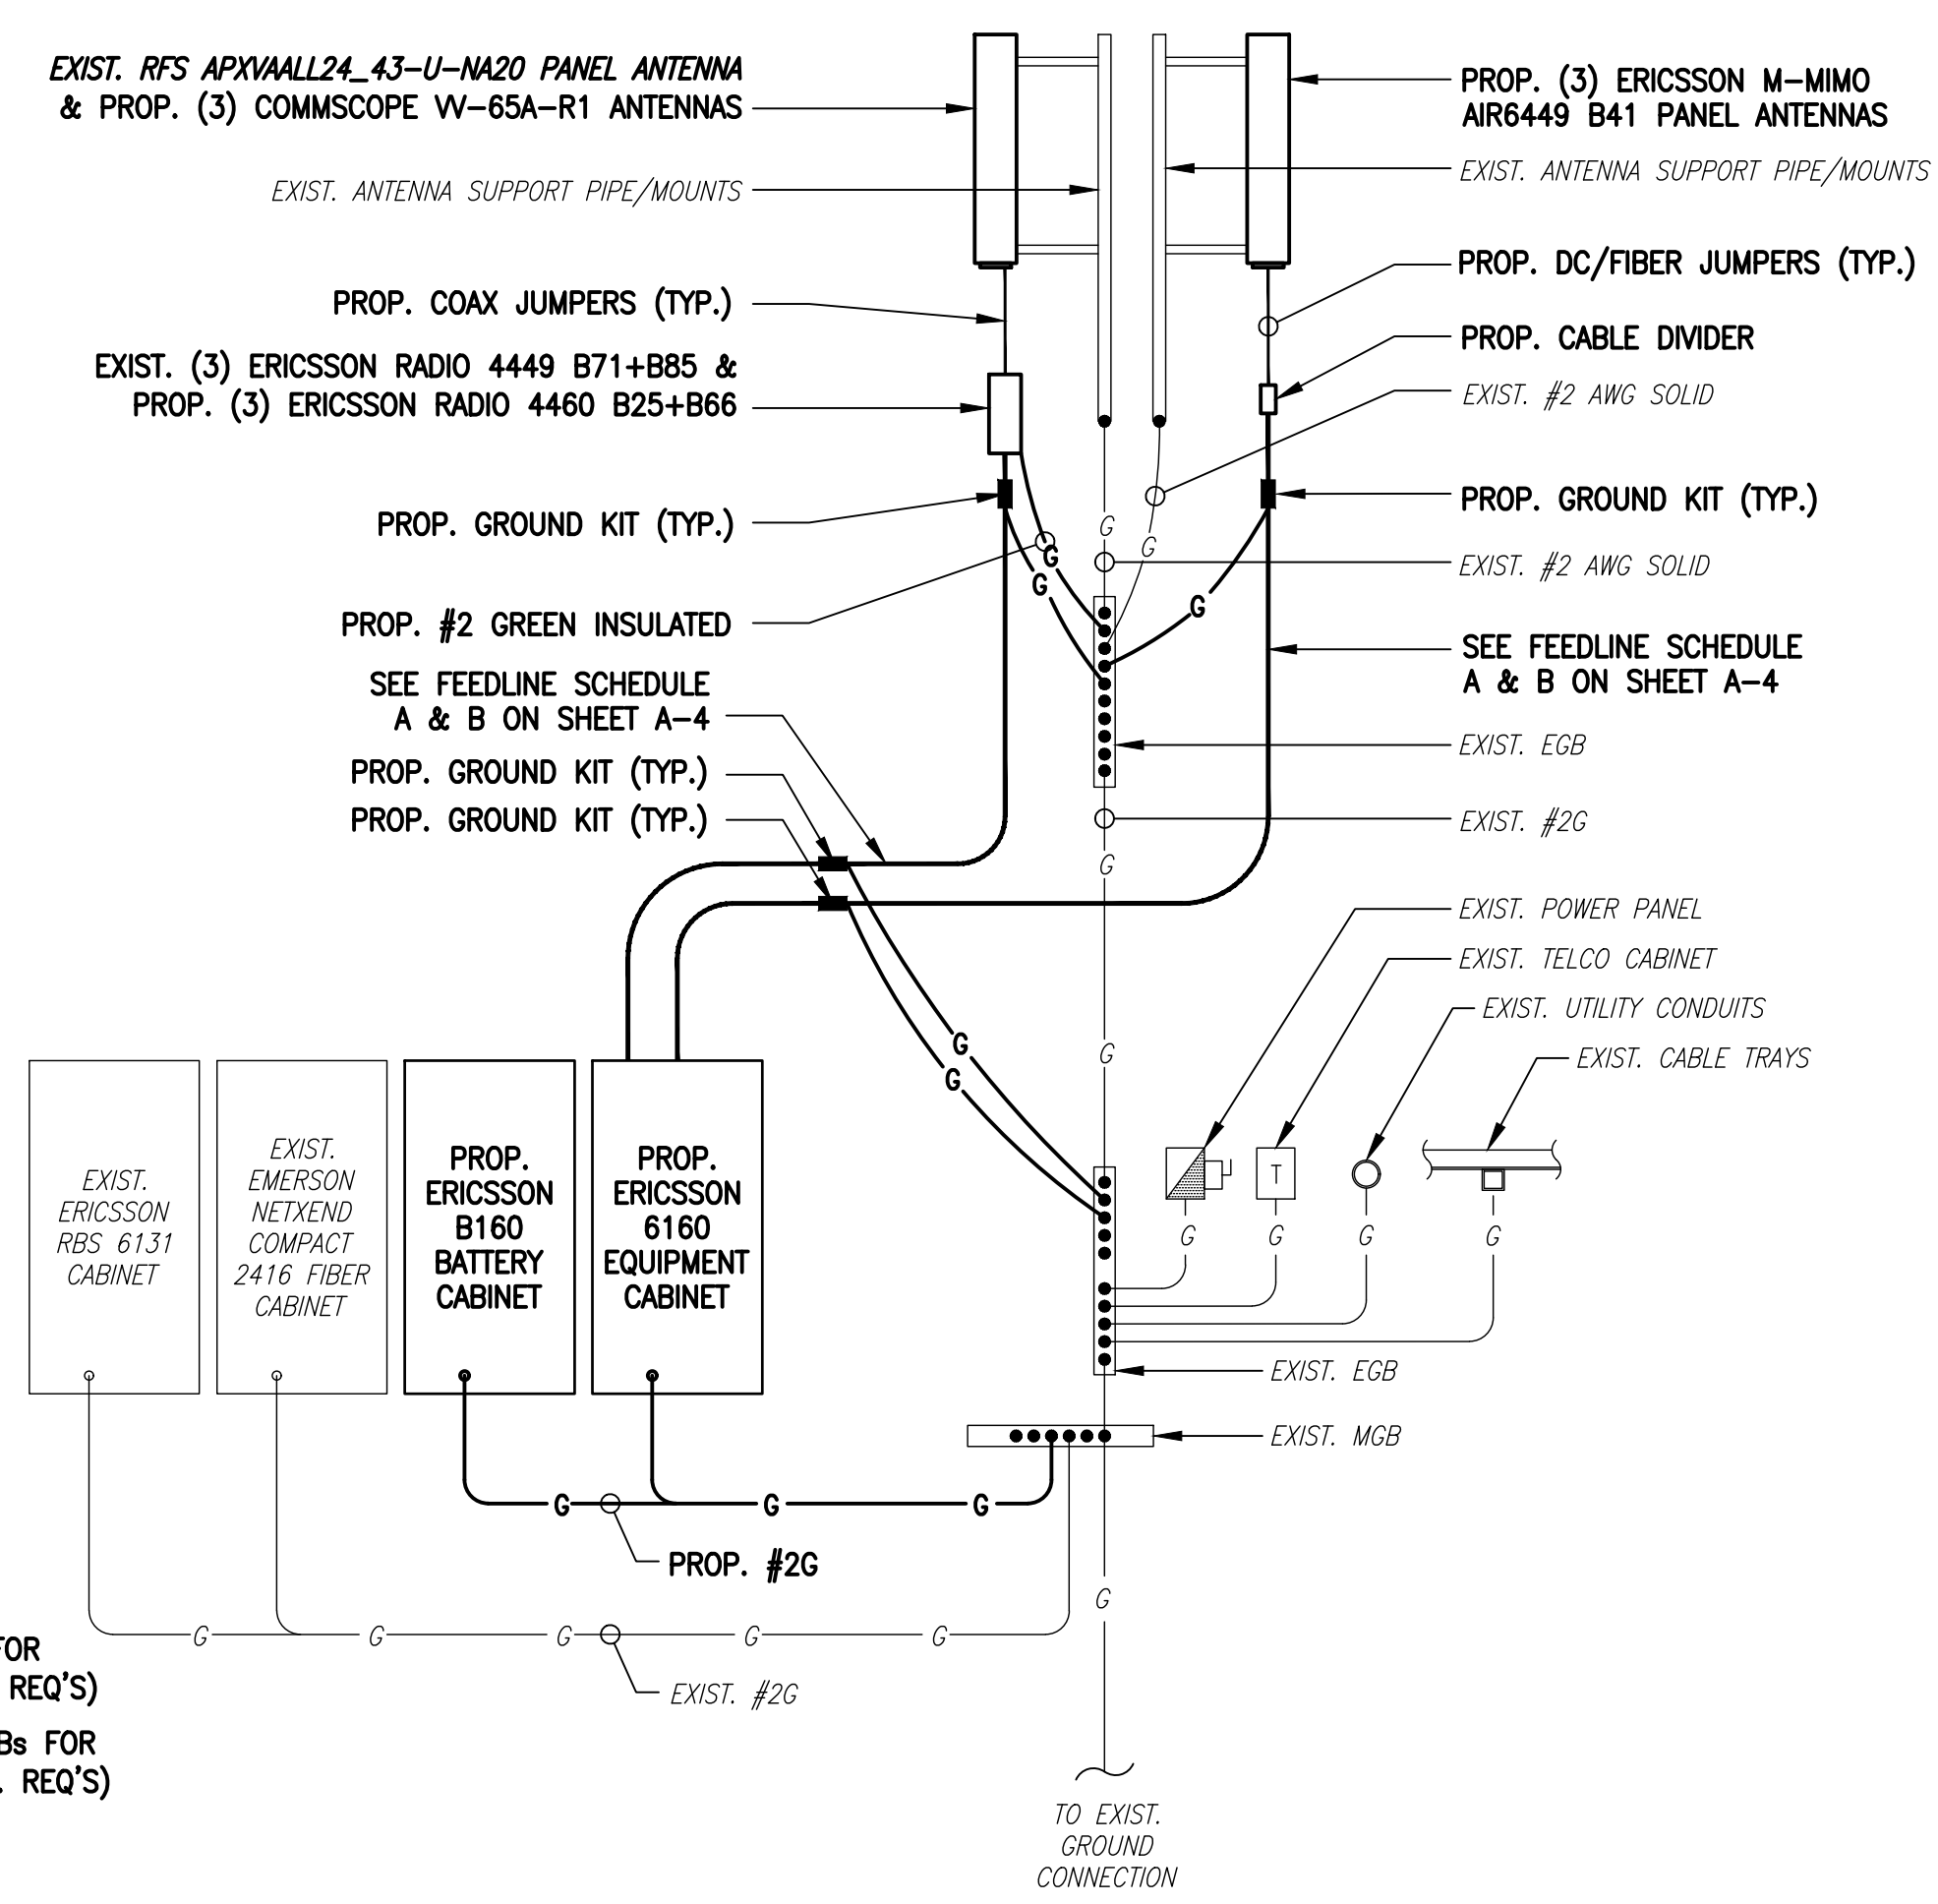 EXIST. RFS APXVAALL24_43-U-NA20 PANEL ANTENNA
& PROP. (3) COMMSCOPE VV-65A-R1 ANTENNAS
EXIST. ANTENNA SUPPORT PIPE/MOUNTS
PROP. COAX JUMPERS (TYP.)
EXIST. (3) ERICSSON RADIO 4449 B71+B85 &
PROP. (3) ERICSSON RADIO 4460 B25+B66
PROP. GROUND KIT (TYP.)
PROP. #2 GREEN INSULATED
SEE FEEDLINE SCHEDULE
A & B ON SHEET A-4
PROP. GROUND KIT (TYP.)
PROP. GROUND KIT (TYP.)
PROP. (3) ERICSSON M-MIMO
AIR6449 B41 PANEL ANTENNAS
EXIST. ANTENNA SUPPORT PIPE/MOUNTS
PROP. DC/FIBER JUMPERS (TYP.)
PROP. CABLE DIVIDER
EXIST. #2 AWG SOLID
PROP. GROUND KIT (TYP.)
EXIST. #2 AWG SOLID
SEE FEEDLINE SCHEDULE
A & B ON SHEET A-4
EXIST. EGB
EXIST. #2G
EXIST. POWER PANEL
EXIST. TELCO CABINET
EXIST. UTILITY CONDUITS
EXIST. CABLE TRAYS
G
G
G
G
G
G
G
G
G
T
G
G
G
G
EXIST.
ERICSSON
RBS 6131
CABINET
EXIST.
EMERSON
NETXEND
COMPACT
2416 FIBER
CABINET
PROP.
ERICSSON
B160
BATTERY
CABINET
PROP.
ERICSSON
6160
EQUIPMENT
CABINET
EXIST. EGB
EXIST. MGB
G
G
G
PROP. #2G
G
G
G
G
G
G
EXIST. #2G
FOR
REQ'S)
Bs FOR
. REQ'S)
TO EXIST.
GROUND
CONNECTION